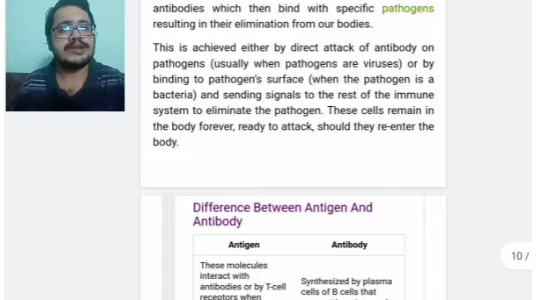 antibodies which then bind with specific pathogens
resulting in their elimination from our bodies.
This is achieved either by direct attack of antibody on
pathogens (usually when pathogens are viruses) or by
binding to pathogen's surface (when the pathogen is a
bacteria) and sending signals to the rest of the immune
system to eliminate the pathogen. These cells remain in
the body forever, ready to attack, should they re-enter the
body.
Difference Between Antigen And
Antibody
Antigen
Antibody
These molecules
interact with
antibodies or by T-cell
receptors when
Synthesized by plasma
cells of B cells that
10 /